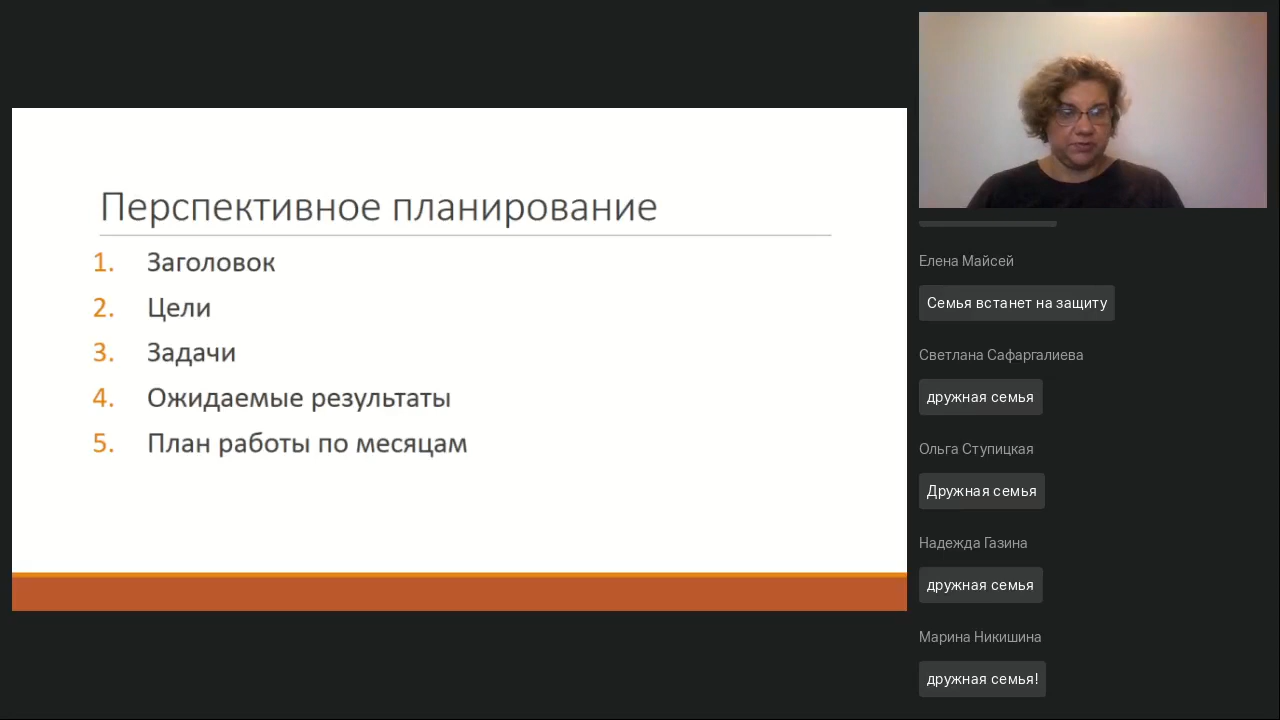 Перспективное планирование
1. Заголовок
2. Цели
3. Задачи
4. Ожидаемые результаты
5. План работы по месяцам
Елена Майсей
Семья встанет на защиту
Светлана Сафаргалиева
дружная семья
Ольга Ступицкая
Дружная семья
Надежда Газина
дружная семья
Марина Никишина
дружная семья!